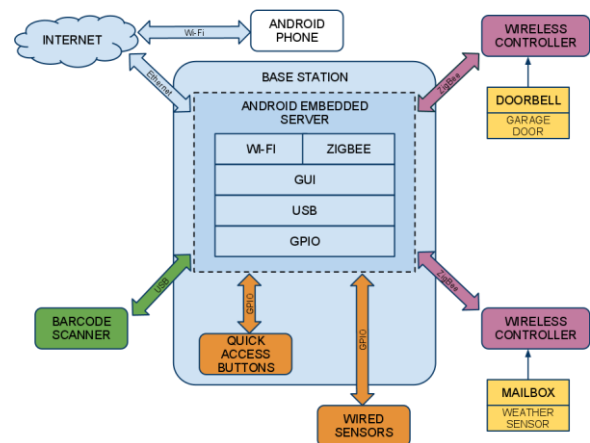 INTERNET
Wi-Fi
ANDROID
PHONE
WIRELESS
CONTROLLER
Ethernet
BASE STATION
ZigBee
ANDROID EMBEDDED
SERVER
DOORBELL
GARAGE
DOOR
WI-FI
ZIGBEE
GUI
USB
GPIO
USB
GPIO
GPIO
ZigBee
BARCODE
SCANNER
QUICK
ACCESS
BUTTONS
WIRELESS
CONTROLLER
MAILBOX
WEATHER
SENSOR
WIRED
SENSORS